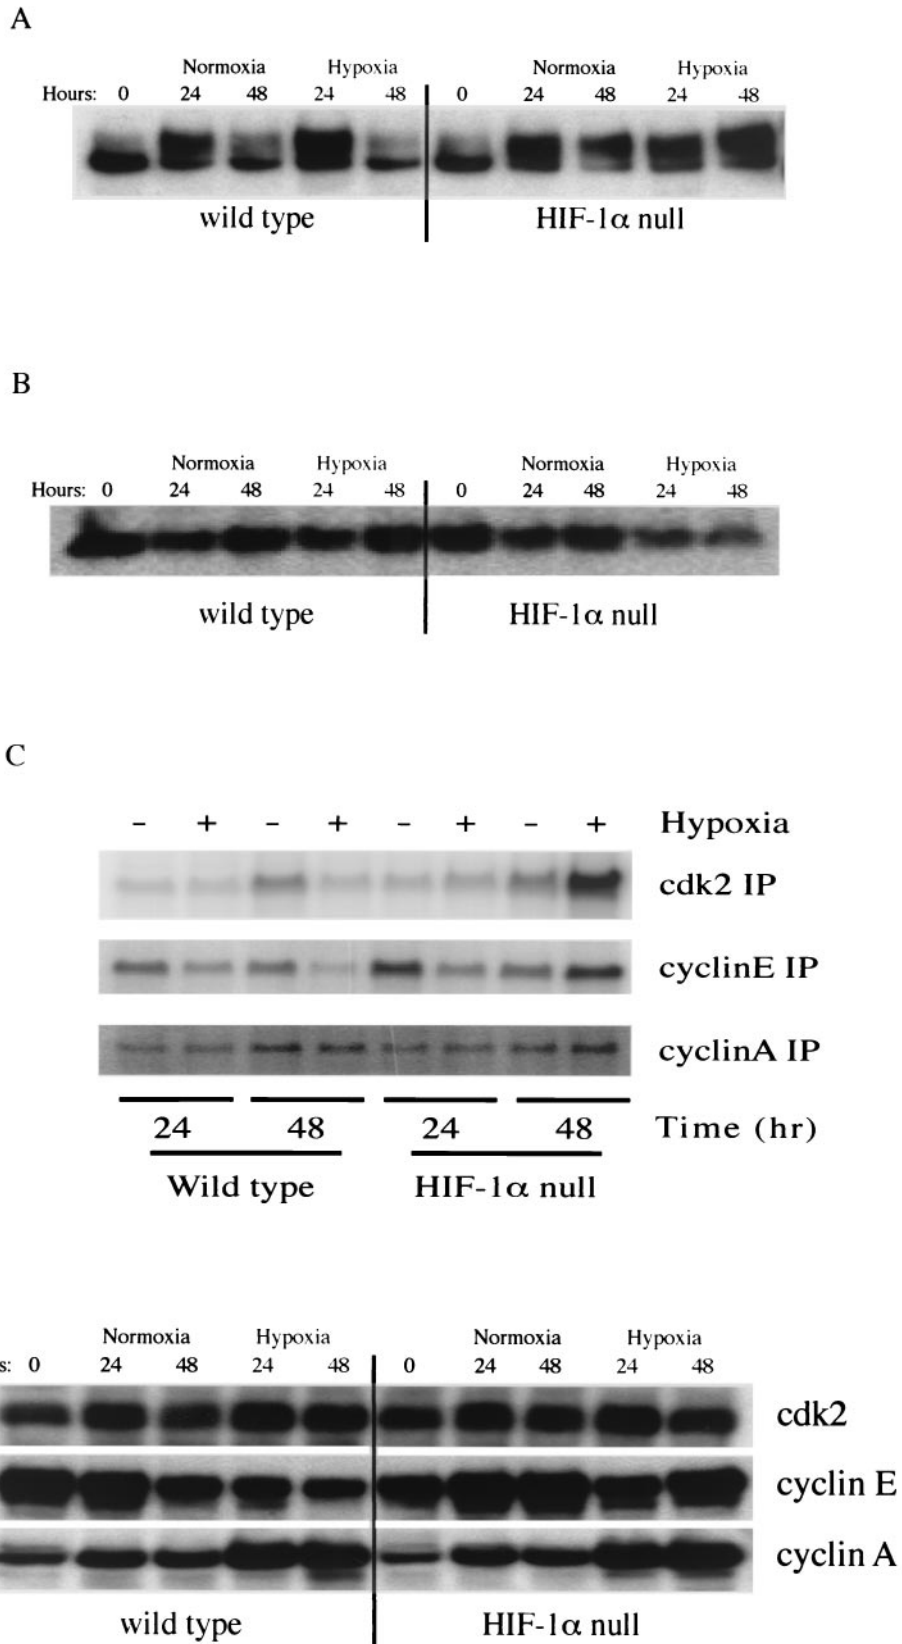 A
Normoxia Hypoxia Normoxia Hypoxia
Hours: 0 24 48 24 48 0 24 48 24 48
wild type HIF-1α null
B
Normoxia Hypoxia Normoxia Hypoxia
Hours: 0 24 48 24 48 0 24 48 24 48
wild type HIF-1α null
C
- + - + - + - + Hypoxia
cdk2 IP
cyclinE IP
cyclinA IP
24 48 24 48 Time (hr)
Wild type HIF-1α null
Normoxia Hypoxia Normoxia Hypoxia
s: 0 24 48 24 48 0 24 48 24 48
cdk2
cyclin E
cyclin A
wild type HIF-1α null